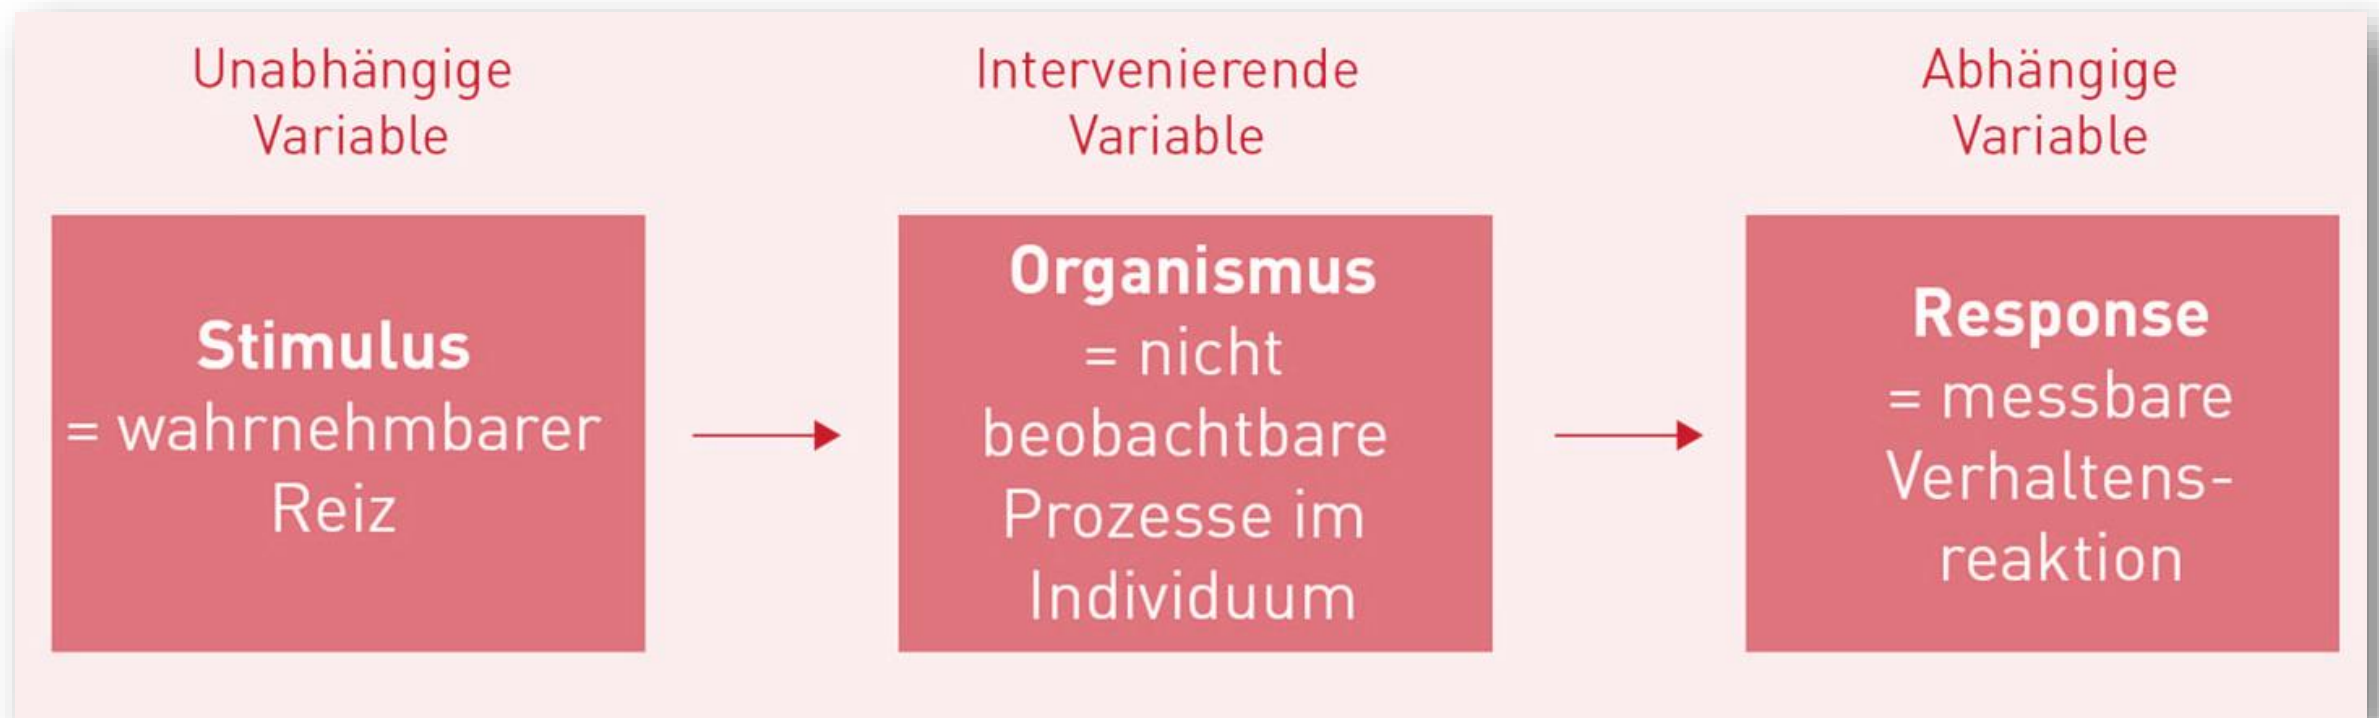 Unabhängige
Variable
Intervenierende
Variable
Abhängige
Variable
Stimulus
= wahrnehmbarer
Reiz
Organismus
= nicht
beobachtbare
Prozesse im
Individuum
Response
= messbare
Verhaltens-
reaktion